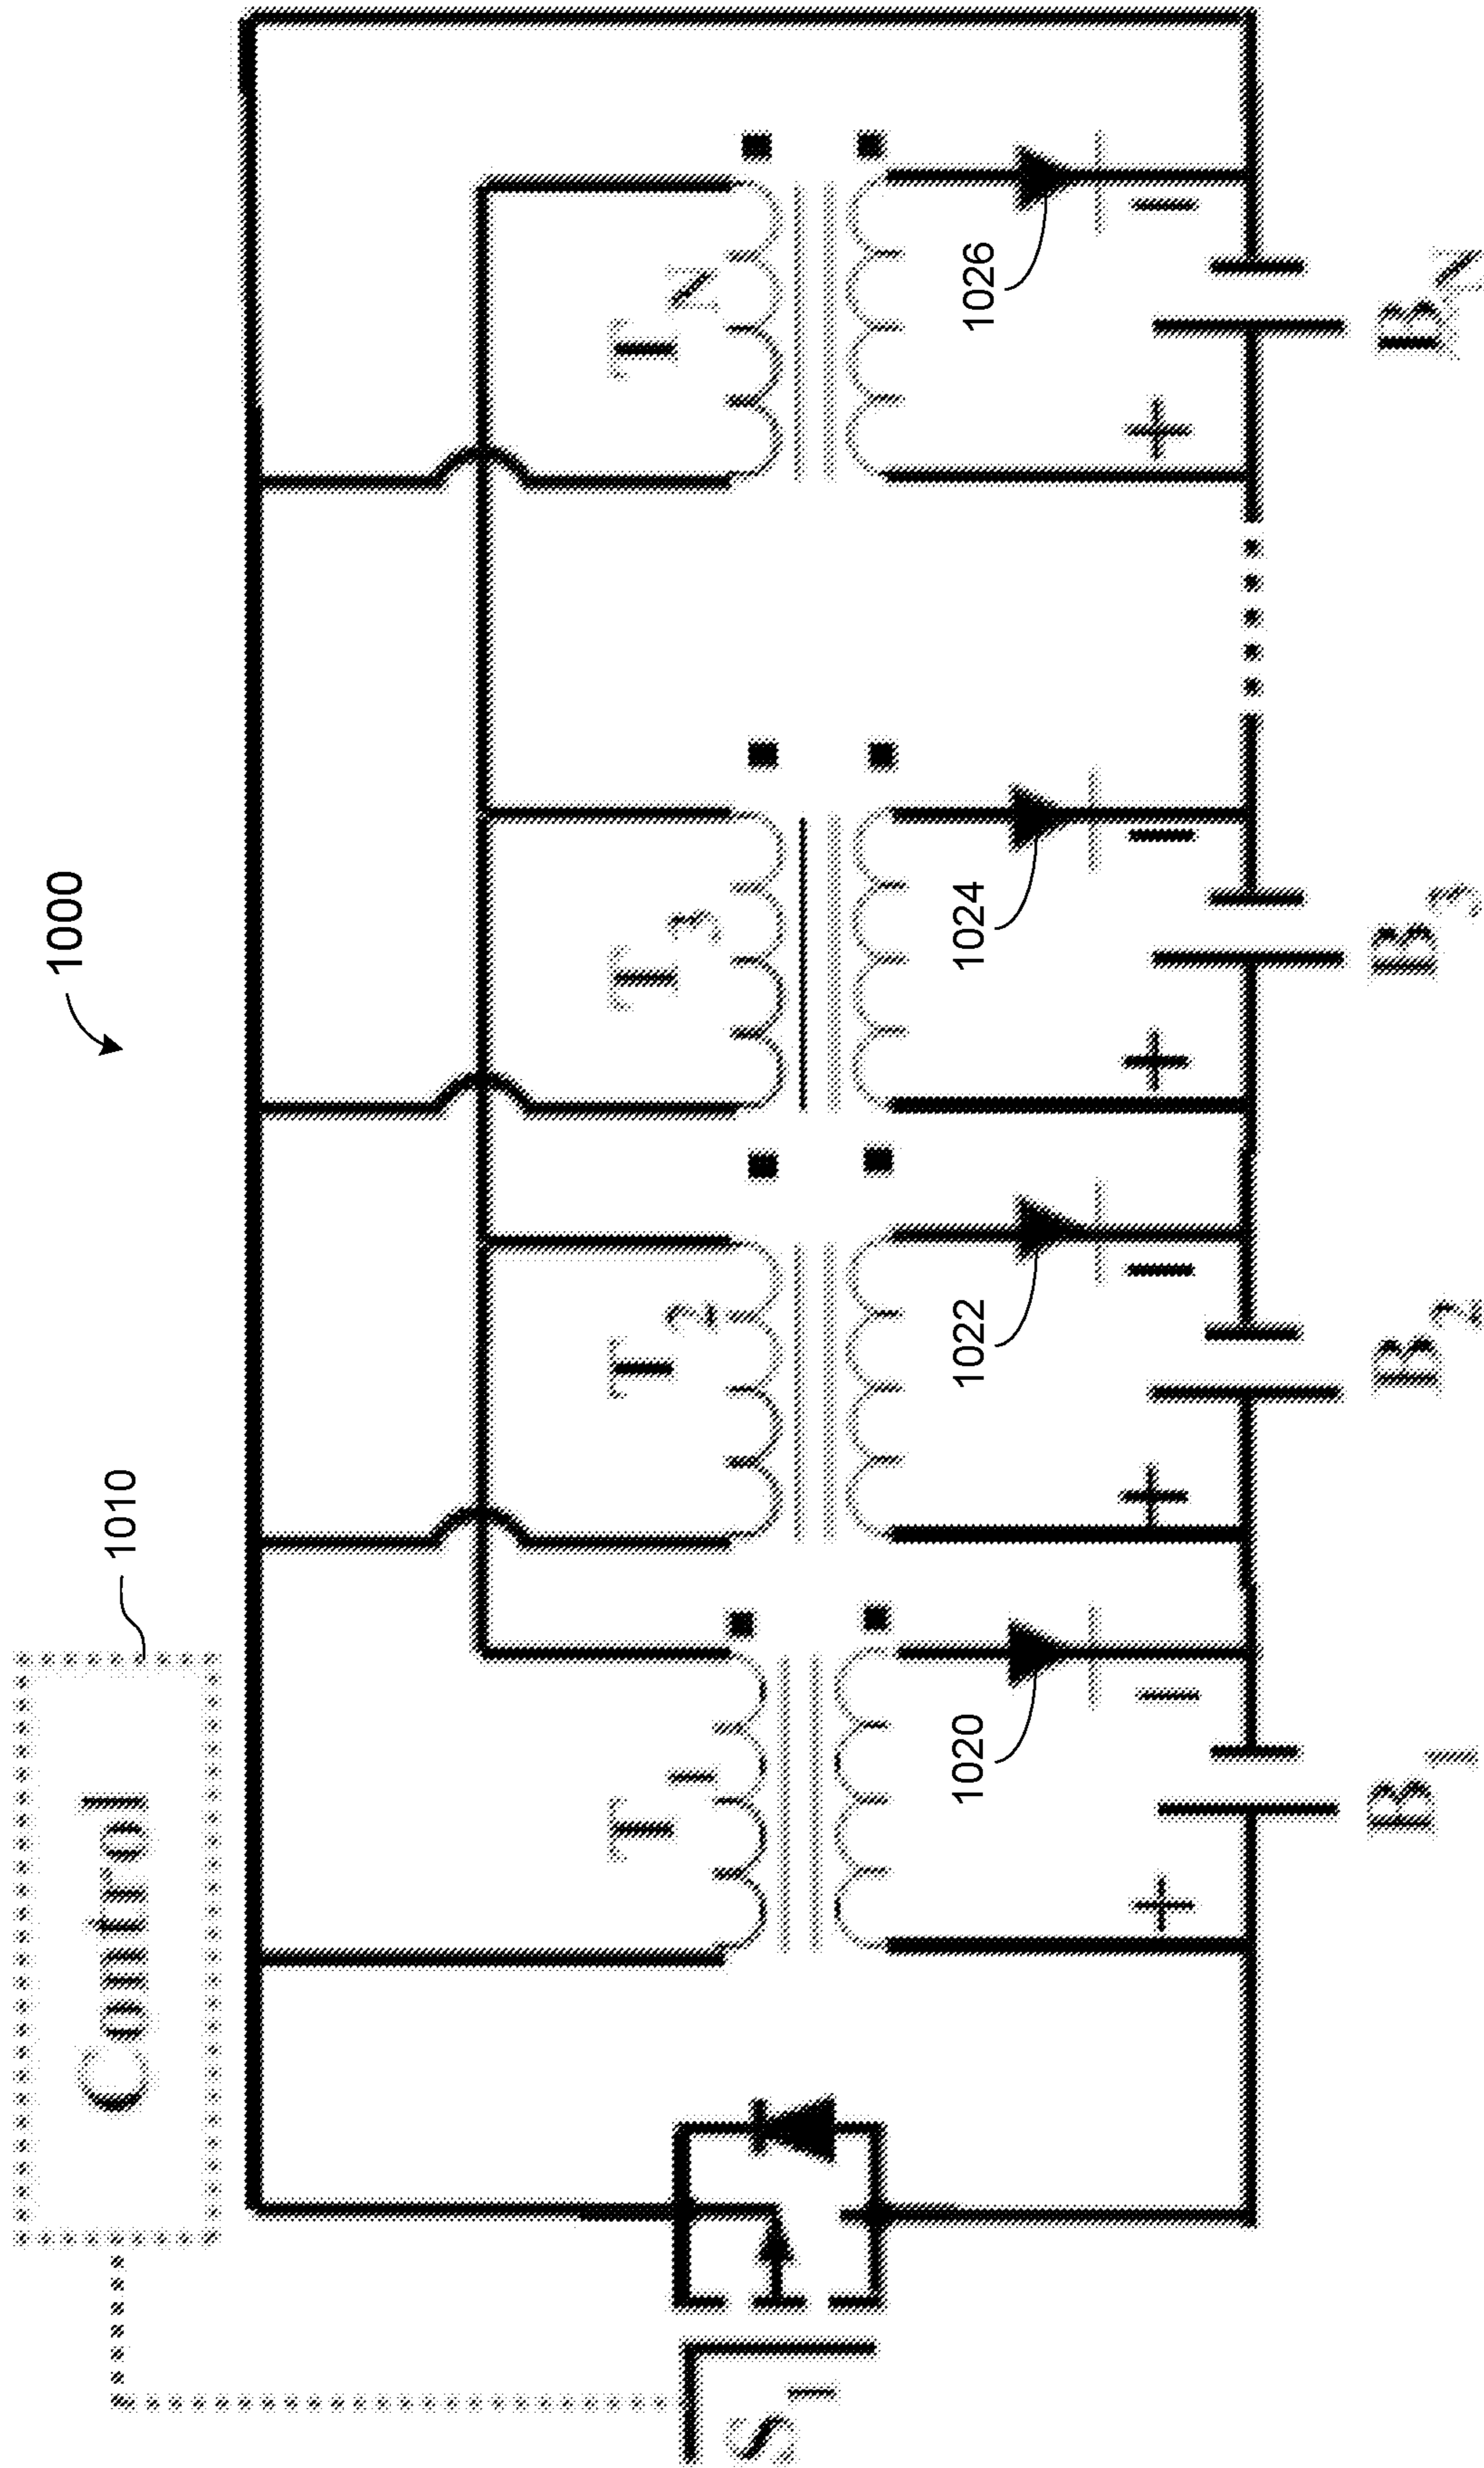 1000
Control
1010
S1
T1
T2
T3
TN
1020
1022
1024
1026
+
−
+
−
+
−
+
−
B1
B2
B3
BN